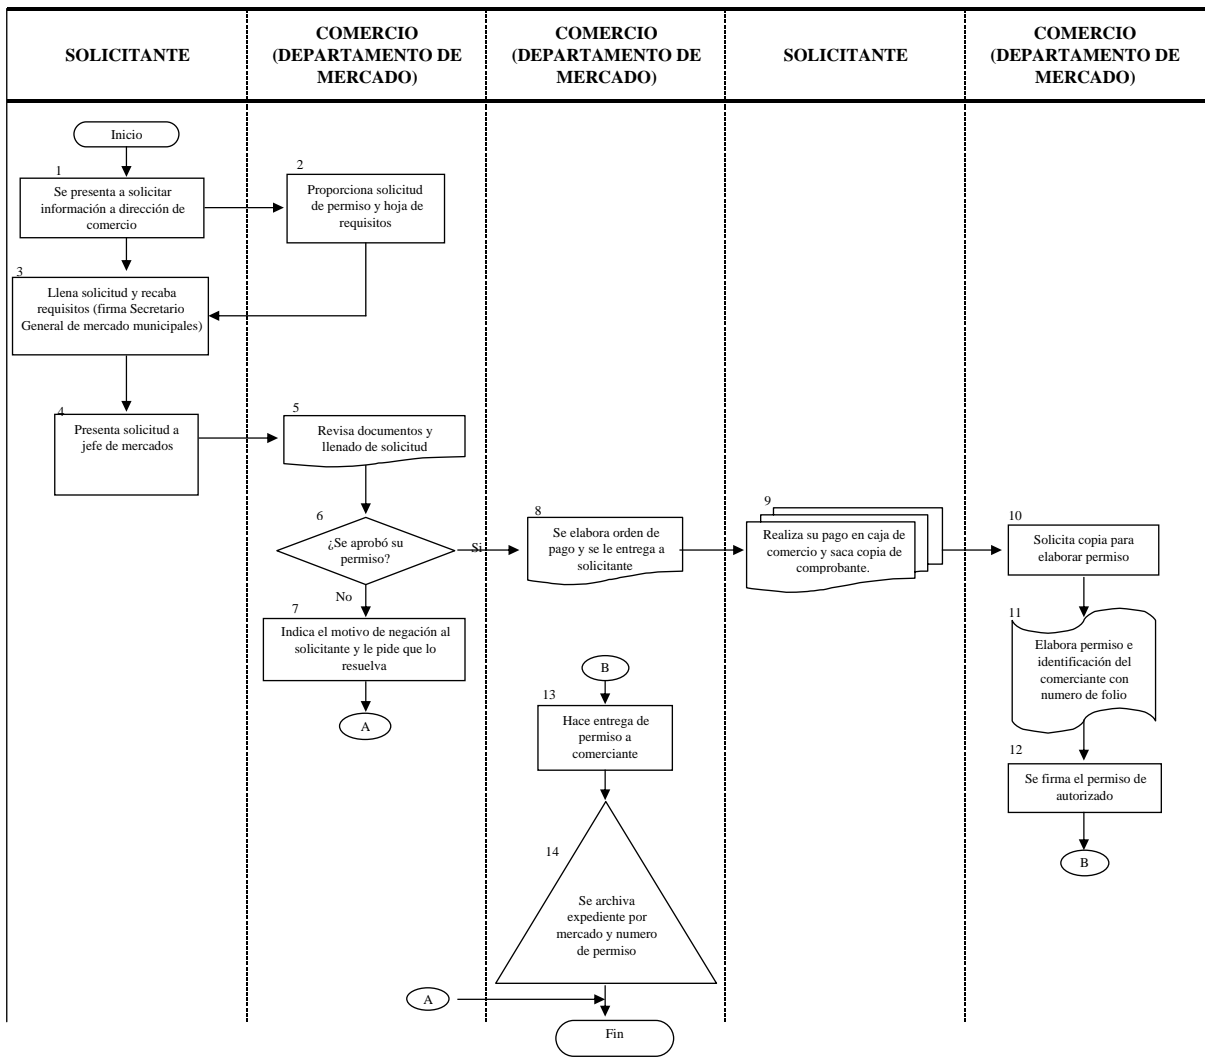 SOLICITANTE
COMERCIO
(DEPARTAMENTO DE
MERCADO)
COMERCIO
(DEPARTAMENTO DE
MERCADO)
SOLICITANTE
COMERCIO
(DEPARTAMENTO DE
MERCADO)
Inicio
1
Se presenta a solicitar
información a dirección de
comercio
2
Proporciona solicitud
de permiso y hoja de
requisitos
3
Llena solicitud y recaba
requisitos (firma Secretario
General de mercado municipales)
4
Presenta solicitud a
jefe de mercados
5
Revisa documentos y
llenado de solicitud
6
¿Se aprobó su
permiso?
Si
No
7
Indica el motivo de negación al
solicitante y le pide que lo
resuelva
A
8
Se elabora orden de
pago y se le entrega a
solicitante
9
Realiza su pago en caja de
comercio y saca copia de
comprobante.
10
Solicita copia para
elaborar permiso
11
Elabora permiso e
identificación del
comerciante con
numero de folio
12
Se firma el permiso de
autorizado
B
B
13
Hace entrega de
permiso a
comerciante
14
Se archiva
expediente por
mercado y numero
de permiso
A
Fin